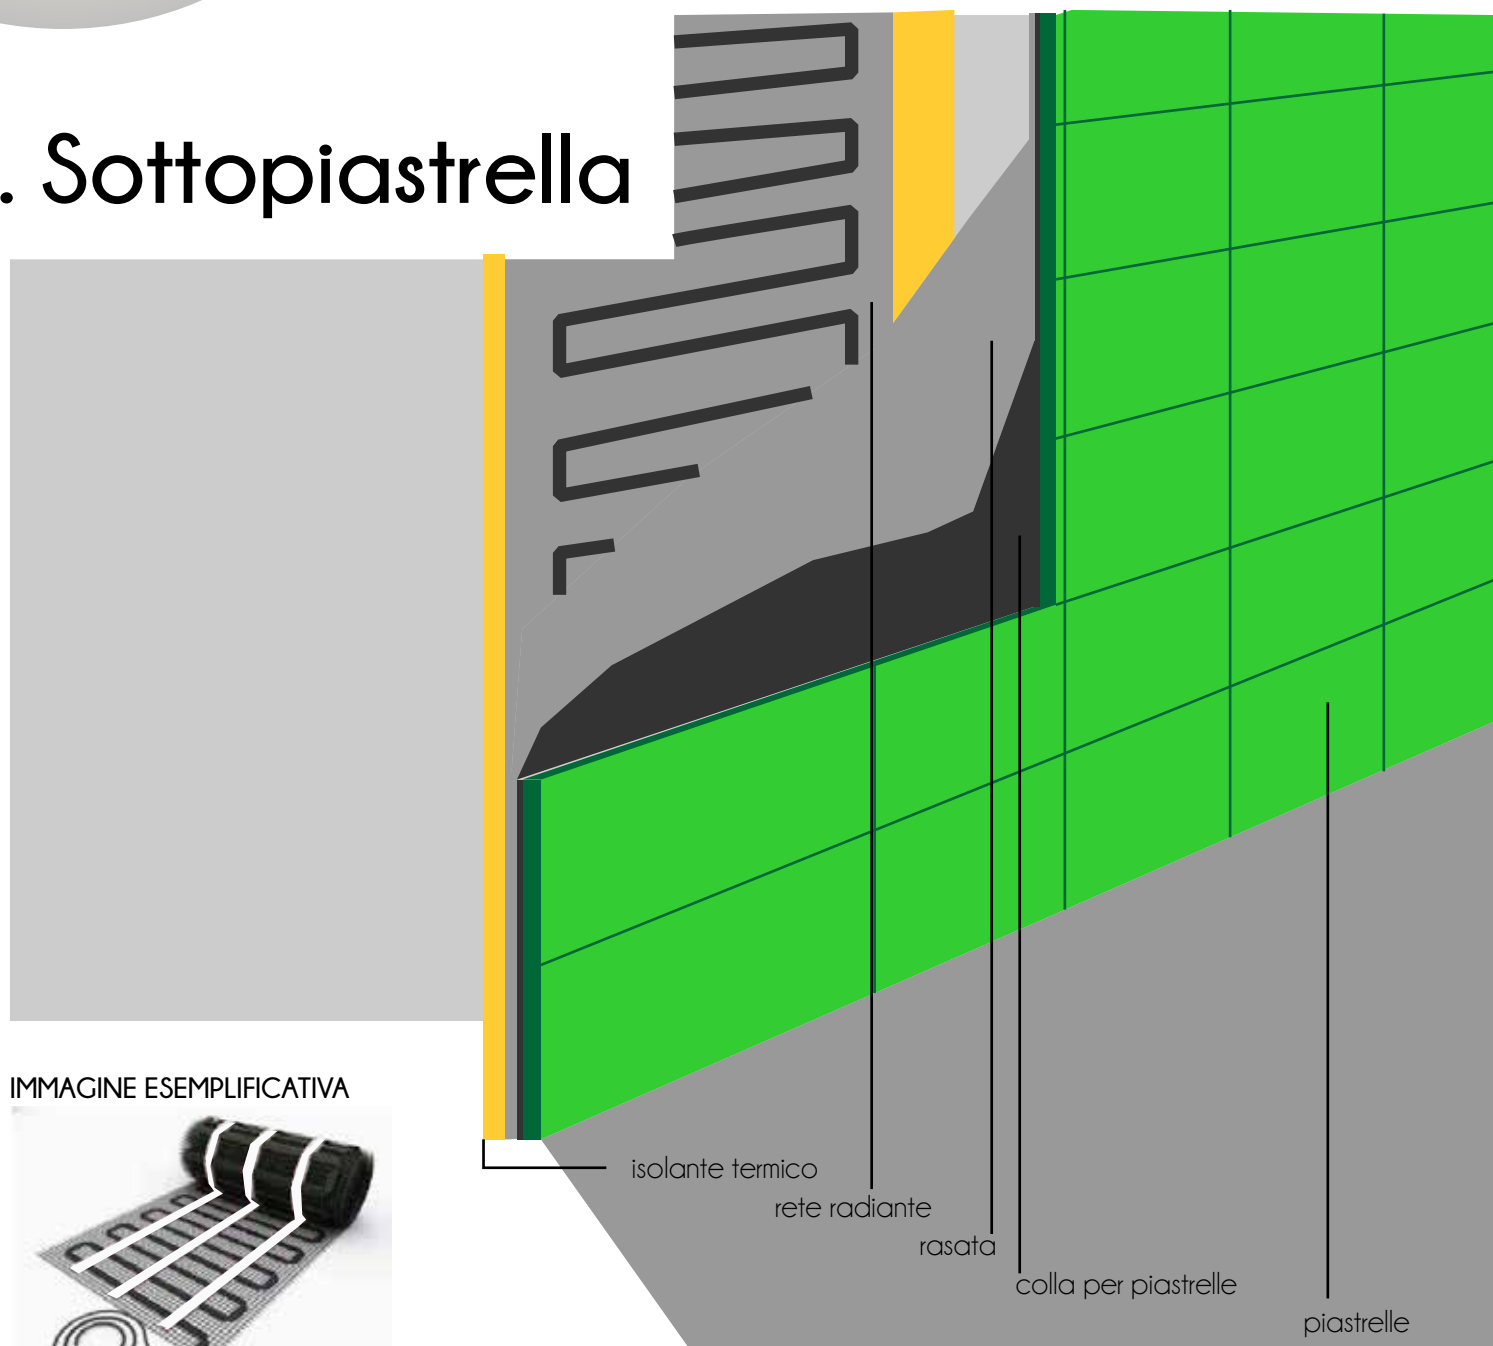 . Sottopiastrella
IMMAGINE ESEMPLIFICATIVA
isolante termico
rete radiante
rasata
colla per piastrelle
piastrelle